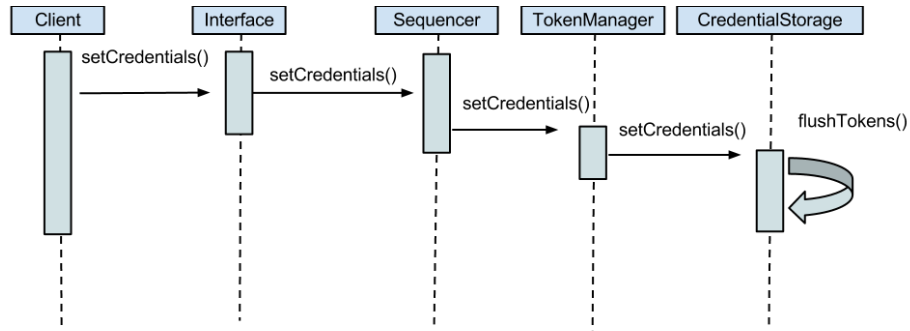 Client
Interface
Sequencer
TokenManager
CredentialStorage
setCredentials()
setCredentials()
setCredentials()
setCredentials()
flushTokens()